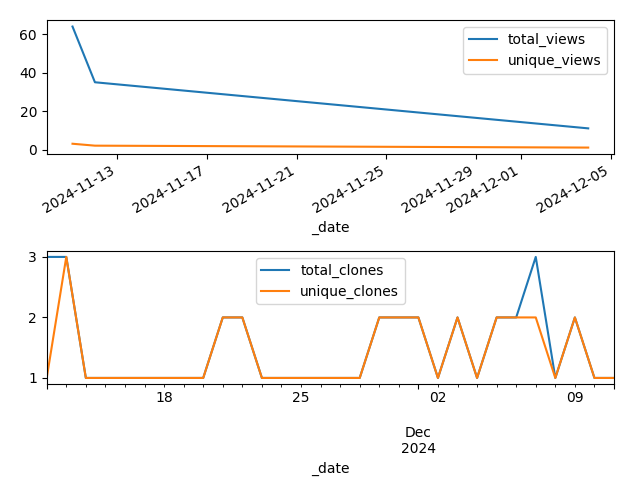 60
40
20
0
total_views
unique_views
2024-11-13
2024-11-17
2024-11-21
2024-11-25
2024-11-29
2024-12-01
2024-12-05
_date
3
2
1
total_clones
unique_clones
18
25
02
09
Dec
2024
_date